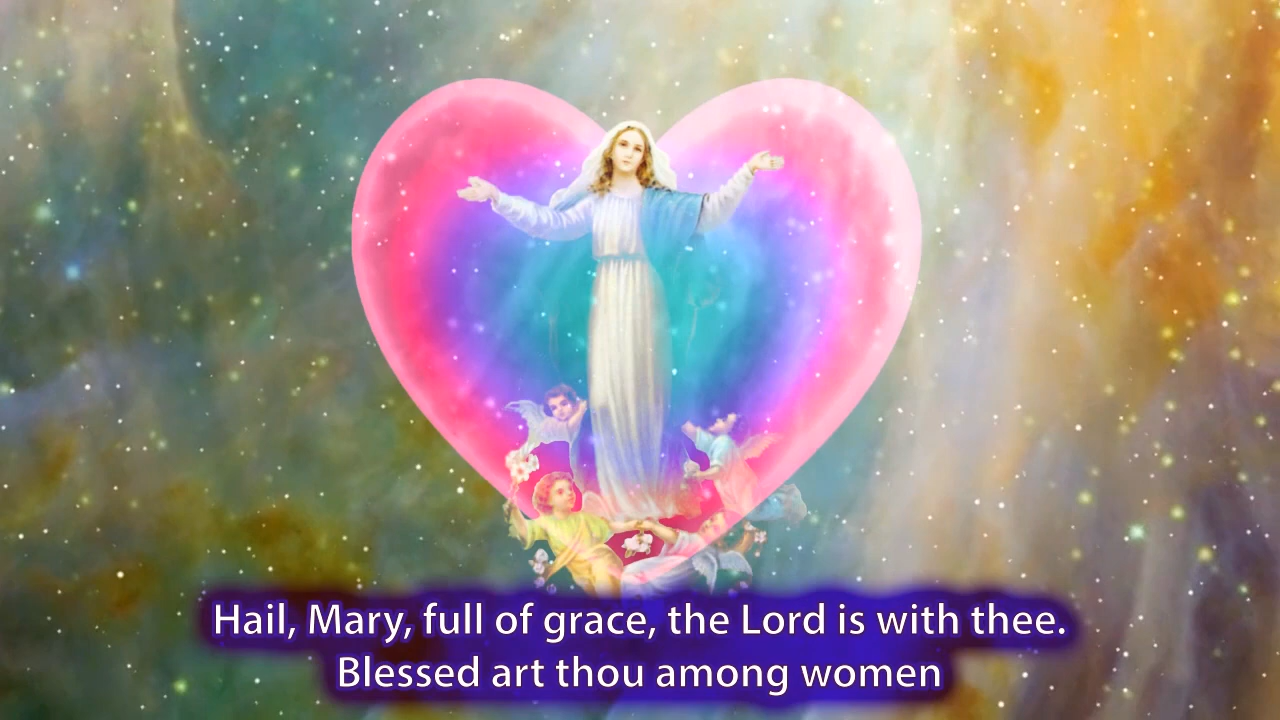 Hail, Mary, full of grace, the Lord is with thee.
Blessed art thou among women